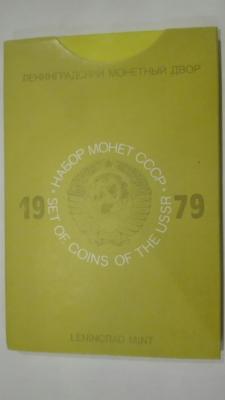 ЛЕНИНГРАДСКИЙ МОНЕТНЫЙ ДВОР
· НАБОР МОНЕТ СССР ·
19 79
SET OF COINS OF THE USSR
LENINGRAD MINT